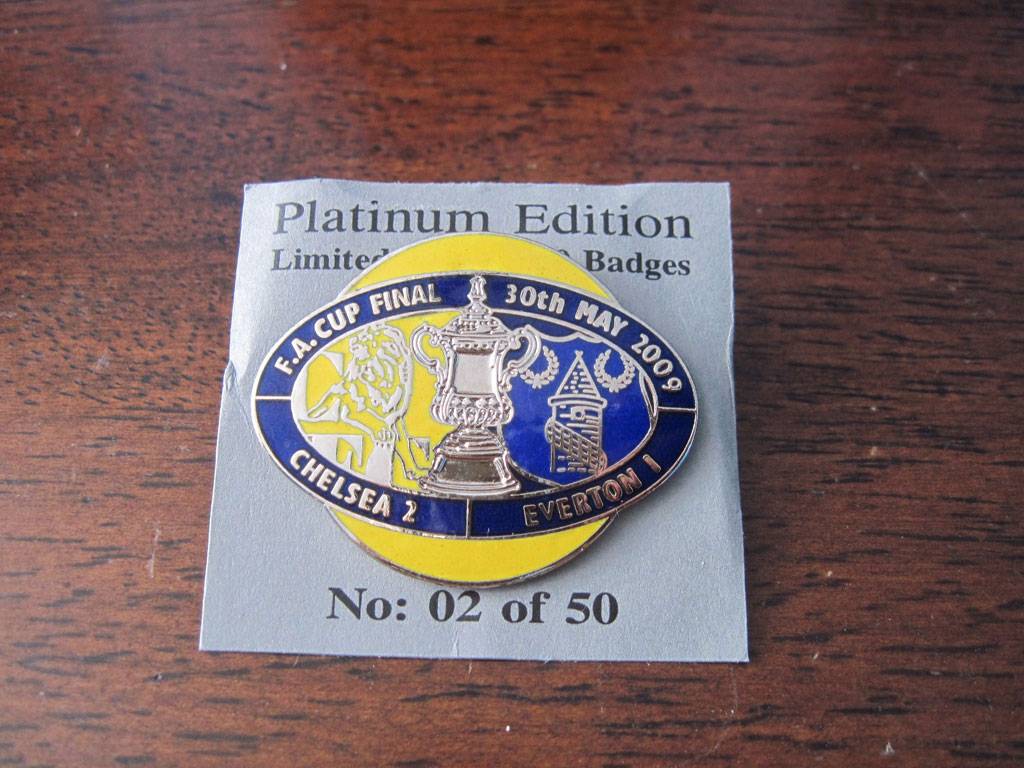 Platinum Edition
Limited Badges
F.A. CUP FINAL 30th MAY 2009
CHELSEA 2 EVERTON 1
No: 02 of 50